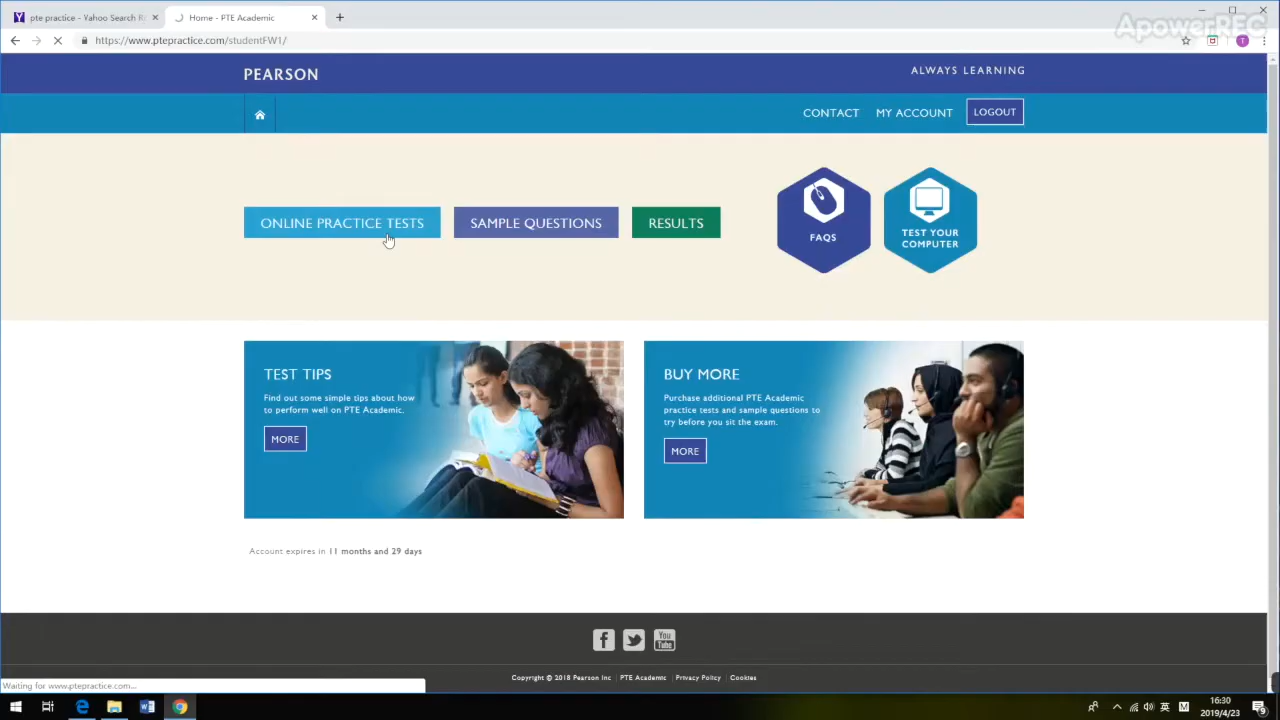 pte practice - Yahoo Search R
Home - PTE Academic
ApowerREC
https://www.ptepractice.com/studentFW1/
PEARSON
ALWAYS LEARNING
CONTACT
MY ACCOUNT
LOGOUT
ONLINE PRACTICE TESTS
SAMPLE QUESTIONS
RESULTS
FAQS
TEST YOUR
COMPUTER
TEST TIPS
Find out some simple tips about how
to perform well on PTE Academic.
MORE
BUY MORE
Purchase additional PTE Academic
practice tests and sample questions to
try before you sit the exam.
MORE
Account expires in 11 months and 29 days
You
Tube
Copyright © 2018 Pearson Inc | PTE Academic | Privacy Policy | Cookies
Waiting for www.ptepractice.com...
16:30
2019/4/23